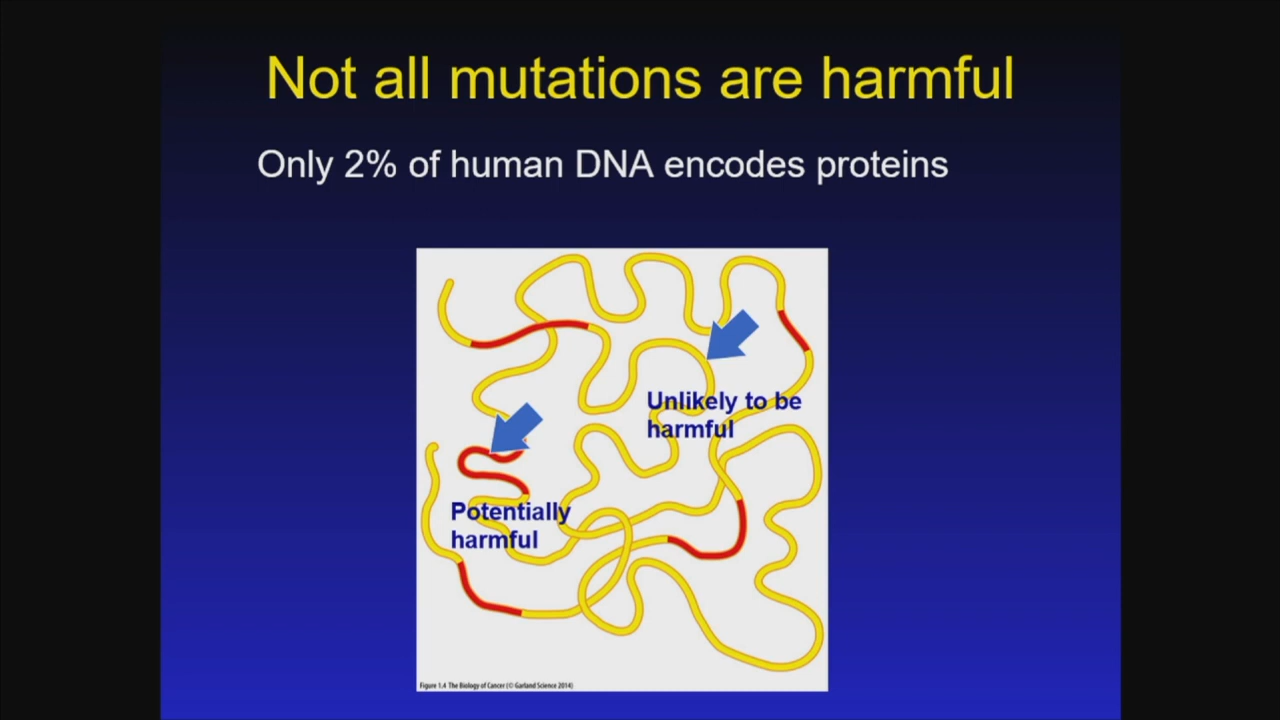 Not all mutations are harmful
Only 2% of human DNA encodes proteins
Unlikely to be
harmful
Potentially
harmful
Figure 1.4 The Biology of Cancer (© Garland Science 2014)